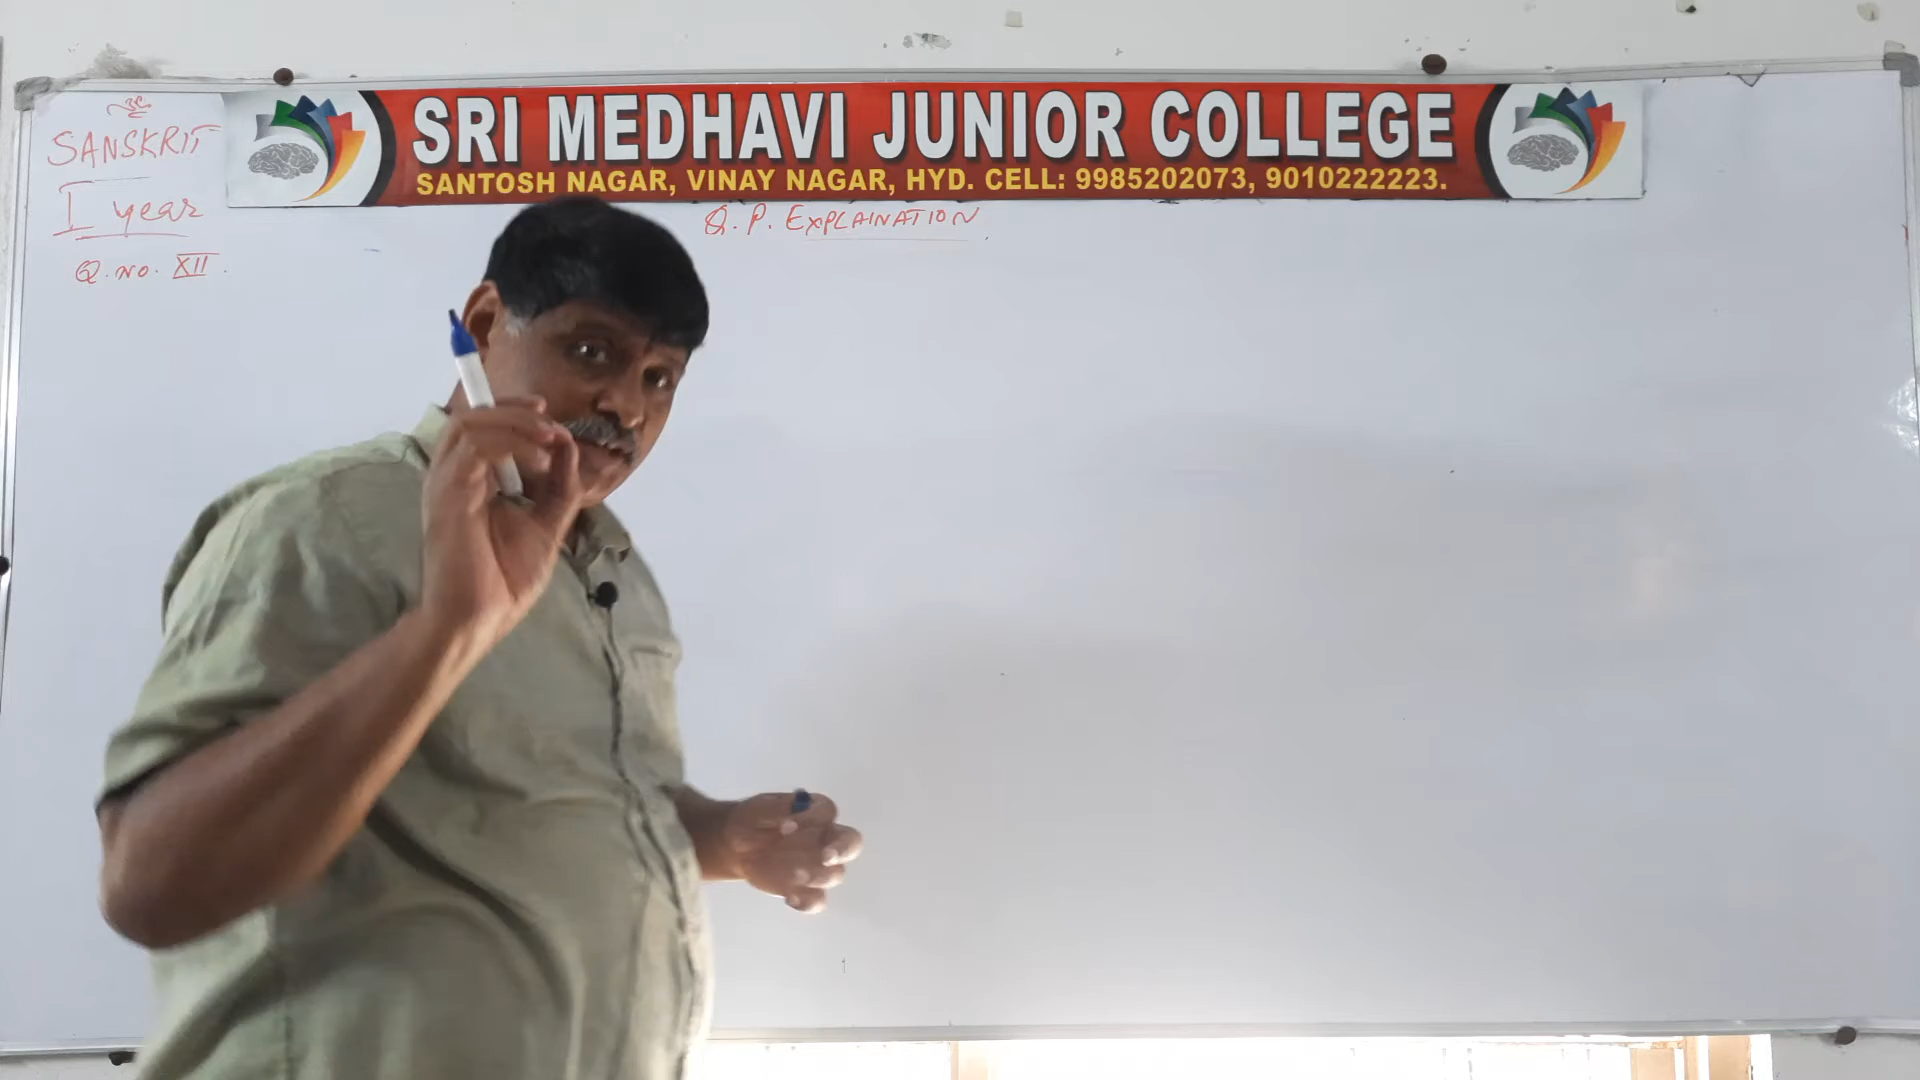 SRI MEDHAVI JUNIOR COLLEGE
SANTOSH NAGAR, VINAY NAGAR, HYD. CELL: 9985202073, 9010222223.
SANSKRIT
I year
Q. no. XII.
Q. P. EXPLAINATION